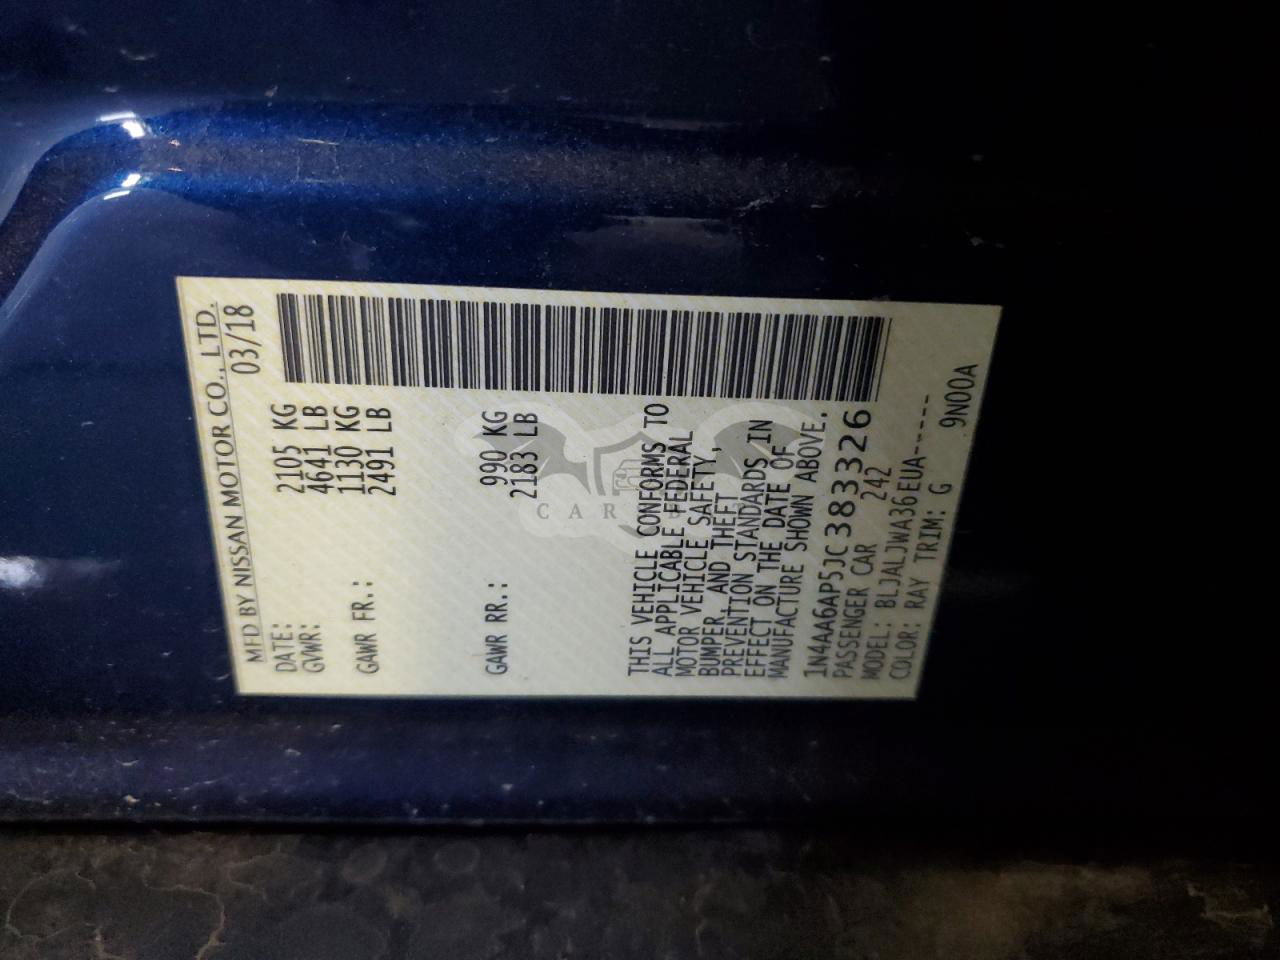 MFD BY NISSAN MOTOR CO., LTD.
DATE: 03/18
GVWR: 2105 KG
4641 LB
GAWR FR.: 1130 KG
2491 LB
GAWR RR.: 990 KG
2183 LB
THIS VEHICLE CONFORMS TO
ALL APPLICABLE FEDERAL
MOTOR VEHICLE SAFETY,
BUMPER, AND THEFT
PREVENTION STANDARDS IN
EFFECT ON THE DATE OF
MANUFACTURE SHOWN ABOVE.
1N4AA6AP5JC383326
PASSENGER CAR 242
MODEL: BLJALJWA36EUA-----
COLOR: RAY TRIM: G 9N00A